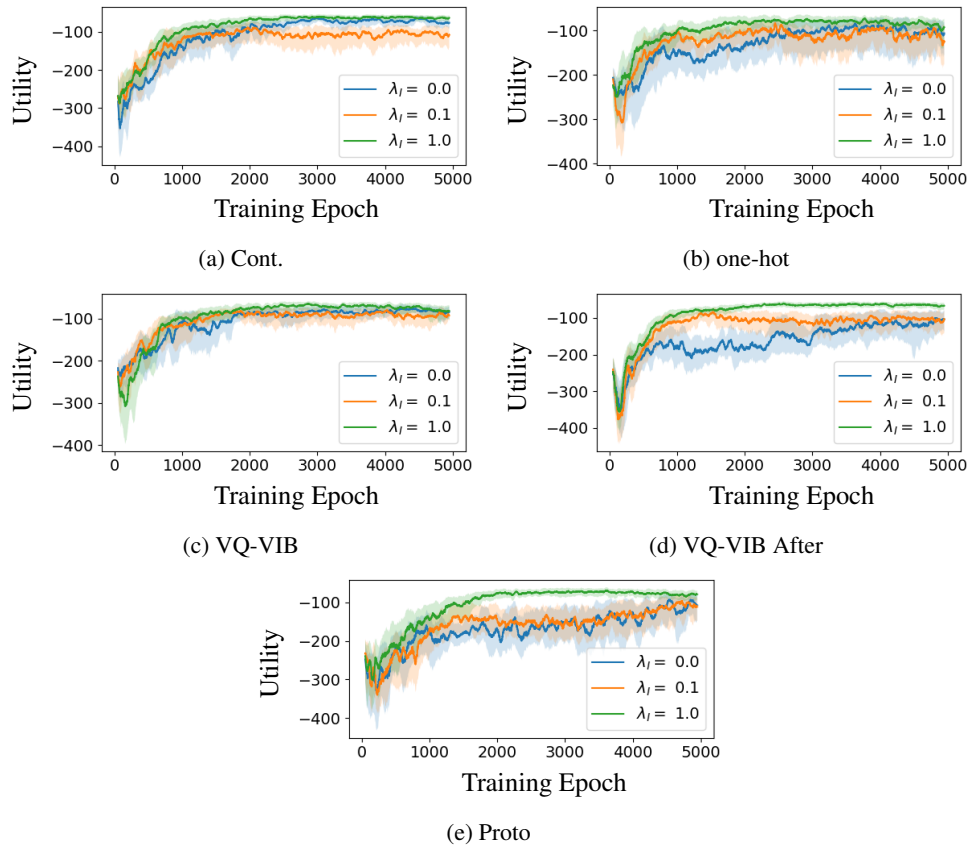 −100
−200
−300
−400
Utility
λI = 0.0
λI = 0.1
λI = 1.0
0 1000 2000 3000 4000 5000
Training Epoch
(a) Cont.
−100
−200
−300
−400
Utility
λI = 0.0
λI = 0.1
λI = 1.0
0 1000 2000 3000 4000 5000
Training Epoch
(b) one-hot
−100
−200
−300
−400
Utility
λI = 0.0
λI = 0.1
λI = 1.0
0 1000 2000 3000 4000 5000
Training Epoch
(c) VQ-VIB
−100
−200
−300
−400
Utility
λI = 0.0
λI = 0.1
λI = 1.0
0 1000 2000 3000 4000 5000
Training Epoch
(d) VQ-VIB After
−100
−200
−300
−400
Utility
λI = 0.0
λI = 0.1
λI = 1.0
0 1000 2000 3000 4000 5000
Training Epoch
(e) Proto